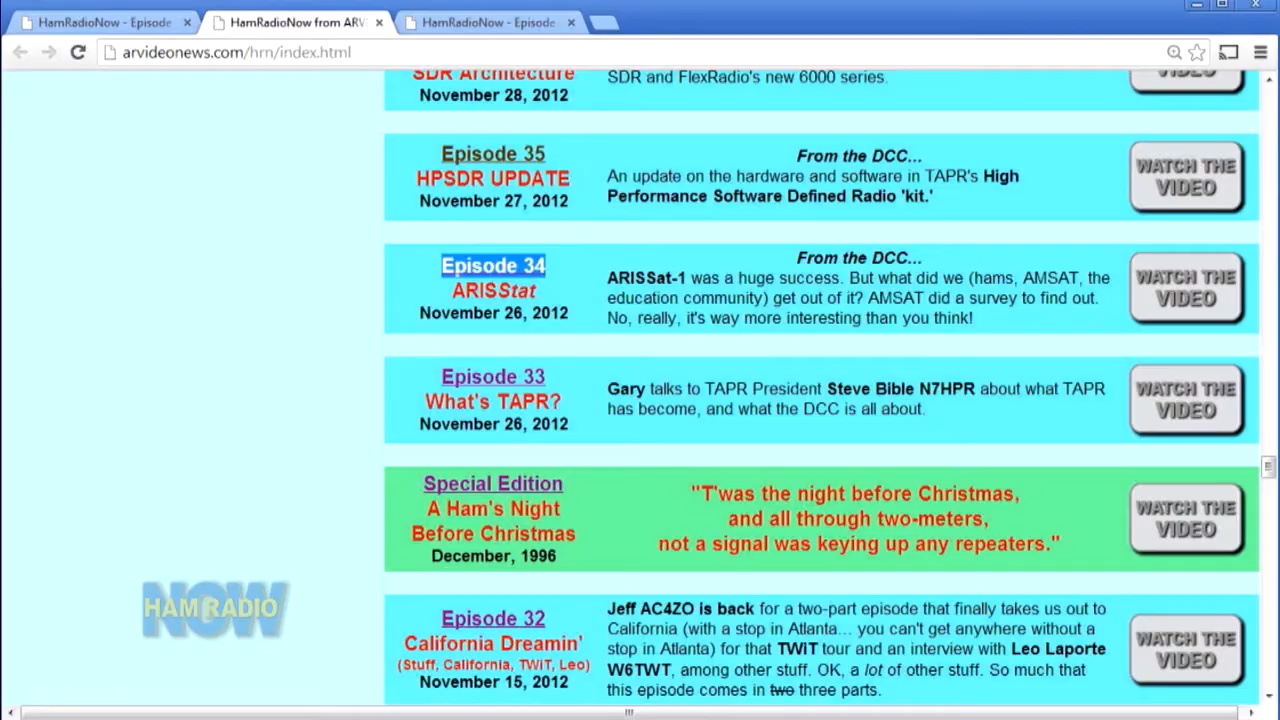 HamRadioNow - Episode
HamRadioNow from ARV
HamRadioNow - Episode
arvideonews.com/hrn/index.html
SDR Architecture
November 28, 2012
SDR and FlexRadio's new 6000 series.
VIDEO
Episode 35
HPSDR UPDATE
November 27, 2012
From the DCC...
An update on the hardware and software in TAPR's High
Performance Software Defined Radio 'kit.'
WATCH THE
VIDEO
Episode 34
ARISStat
November 26, 2012
From the DCC...
ARISSat-1 was a huge success. But what did we (hams, AMSAT, the
education community) get out of it? AMSAT did a survey to find out.
No, really, it's way more interesting than you think!
WATCH THE
VIDEO
Episode 33
What's TAPR?
November 26, 2012
Gary talks to TAPR President Steve Bible N7HPR about what TAPR
has become, and what the DCC is all about.
WATCH THE
VIDEO
Special Edition
A Ham's Night
Before Christmas
December, 1996
"T'was the night before Christmas,
and all through two-meters,
not a signal was keying up any repeaters."
WATCH THE
VIDEO
Episode 32
California Dreamin'
(Stuff, California, TWiT, Leo)
November 15, 2012
Jeff AC4ZO is back for a two-part episode that finally takes us out to
California (with a stop in Atlanta... you can't get anywhere without a
stop in Atlanta) for that TWiT tour and an interview with Leo Laporte
W6TWT, among other stuff. OK, a lot of other stuff. So much that
this episode comes in two three parts.
WATCH THE
VIDEO
HAM RADIO
NOW